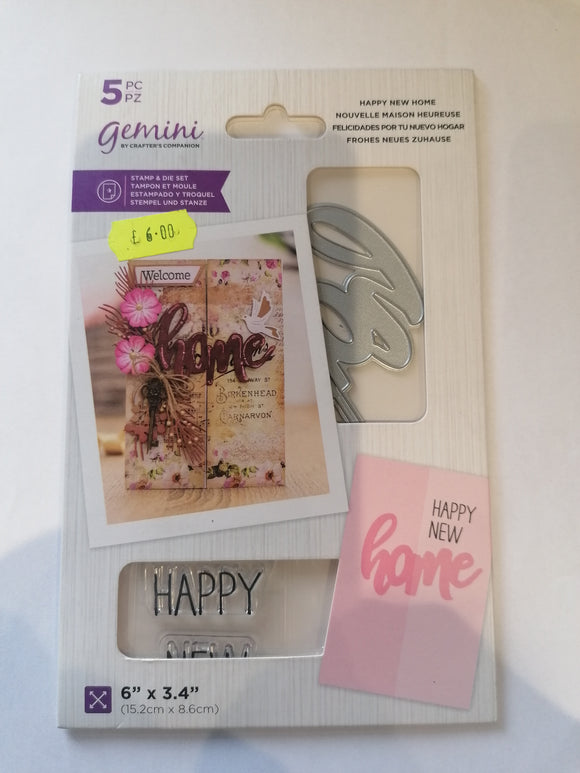 5 PC
PZ
gemini
BY CRAFTER'S COMPANION
HAPPY NEW HOME
NOUVELLE MAISON HEUREUSE
FELICIDADES POR TU NUEVO HOGAR
FROHES NEUES ZUHAUSE
STAMP & DIE SET
TAMPON ET MOULE
ESTAMPADO Y TROQUEL
STEMPEL UND STANZE
£ 6.00
Welcome
home
BIRKENHEAD
CARNARVON
HAPPY
NEW
home
HAPPY
NEW
6” x 3.4”
(15.2cm x 8.6cm)